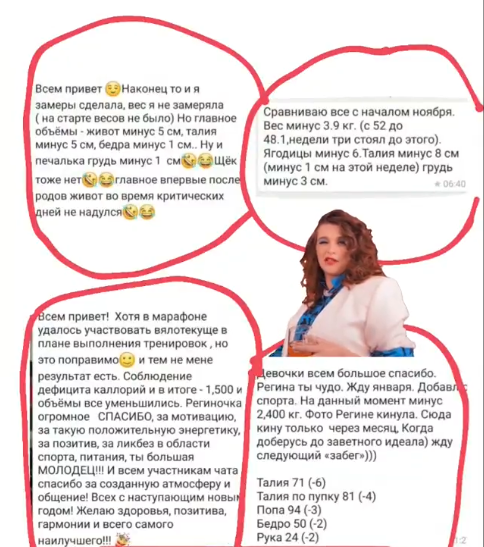 Всем привет 😌Наконец то и я
замеры сделала, вес я не замеряла
( на старте весов не было) Но главное
объёмы - живот минус 5 см, талия
минус 5 см, бедра минус 1 см.. Ну и
печалька грудь минус 1 см🤣😂Щёк
тоже нет🤣😂главное впервые после
родов живот во время критических
дней не надулся🤣😂
Сравниваю все с началом ноября.
Вес минус 3.9 кг. (с 52 до
48.1,недели три стоял до этого).
Ягодицы минус 6.Талия минус 8 см
(минус 1 см на этой неделе) грудь
минус 3 см.
06:40
Всем привет! Хотя в марафоне
удалось участвовать вялотекуще в
плане выполнения тренировок , но
это поправимо🙂 и тем не мене
результат есть. Соблюдение
дефицита каллорий и в итоге - 1,500 и
объёмы все уменьшились. Региночка
огромное СПАСИБО, за мотивацию,
за такую положительную энергетику,
за позитив, за ликбез в области
спорта, питания, ты большая
МОЛОДЕЦ!!! И всем участникам чата
спасибо за созданную атмосферу и
общение! Всех с наступающим новым
годом! Желаю здоровья, позитива,
гармонии и всего самого
наилучшего!!! 🎉
Девочки всем большое спасибо.
Регина ты чудо. Жду января. Добавл
спорта. На данный момент минус
2,400 кг. Фото Регине кинула. Сюда
кину только через месяц, Когда
доберусь до заветного идеала) жду
следующий «забег»)))
Талия 71 (-6)
Талия по пупку 81 (-4)
Попа 94 (-3)
Бедро 50 (-2)
Рука 24 (-2)